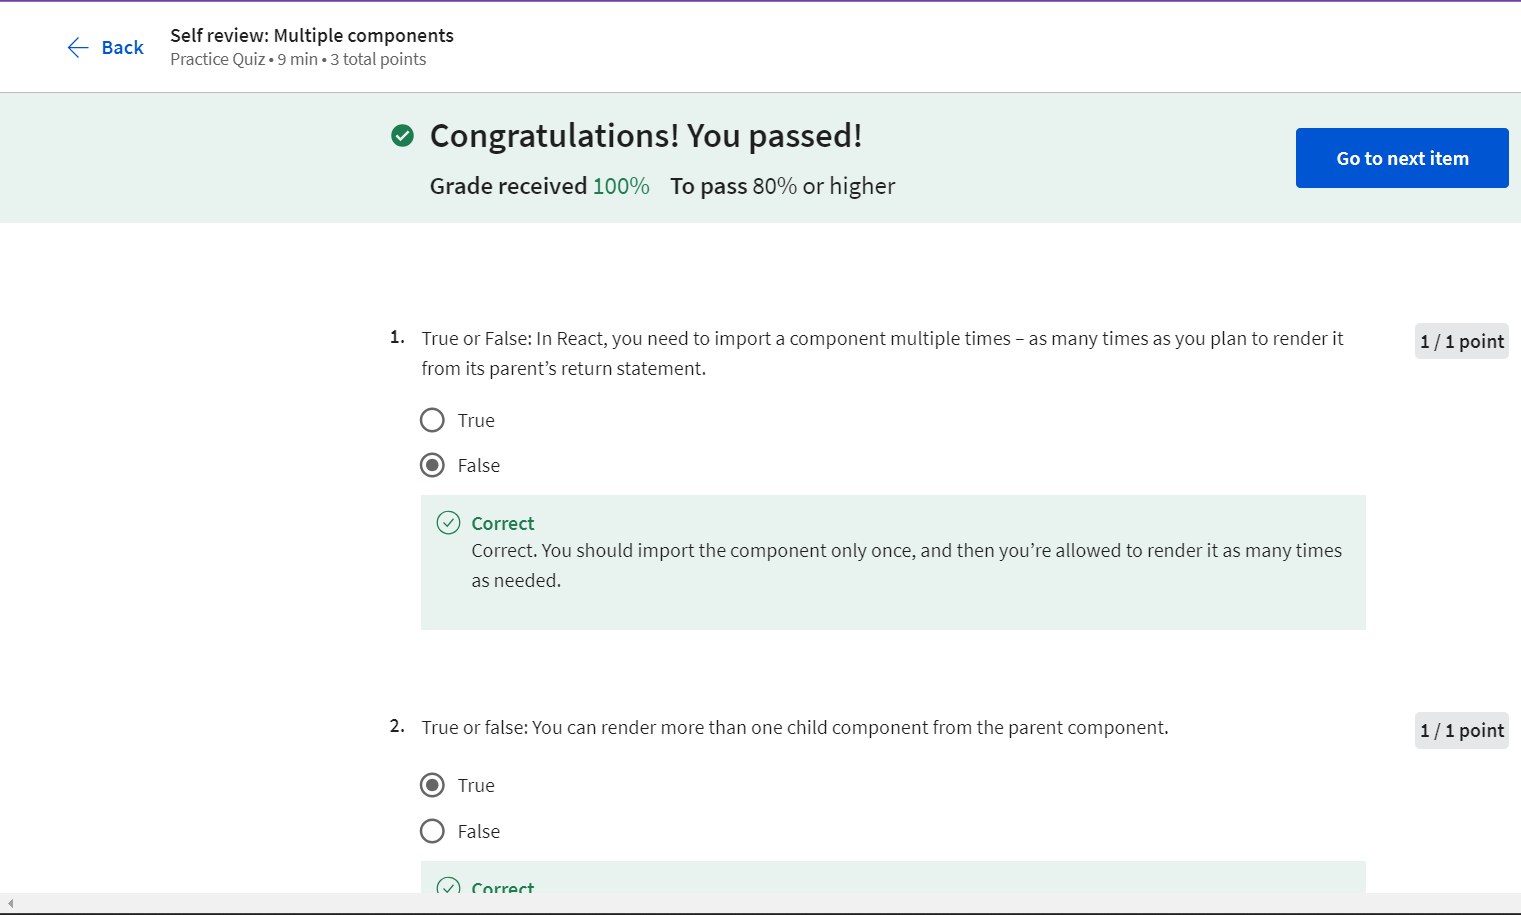 Back
Self review: Multiple components
Practice Quiz • 9 min • 3 total points
Congratulations! You passed!
Grade received 100% To pass 80% or higher
Go to next item
1. True or False: In React, you need to import a component multiple times – as many times as you plan to render it
from its parent’s return statement.
1 / 1 point
True
False
Correct
Correct. You should import the component only once, and then you’re allowed to render it as many times
as needed.
2. True or false: You can render more than one child component from the parent component.
1 / 1 point
True
False
Correct